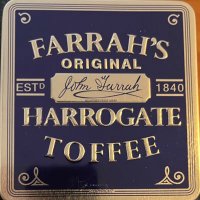 FARRAH'S
ORIGINAL
John Farrah
ESTD 1840
HARROGATE
TOFFEE